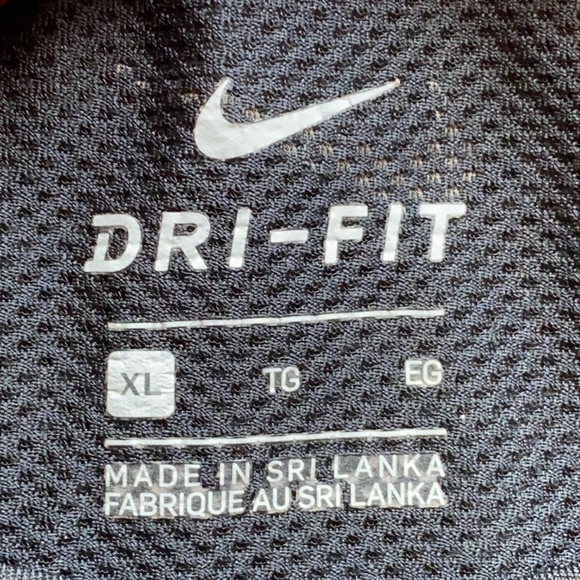 DRI-FIT
XL TG EG
MADE IN SRI LANKA
FABRIQUE AU SRI LANKA